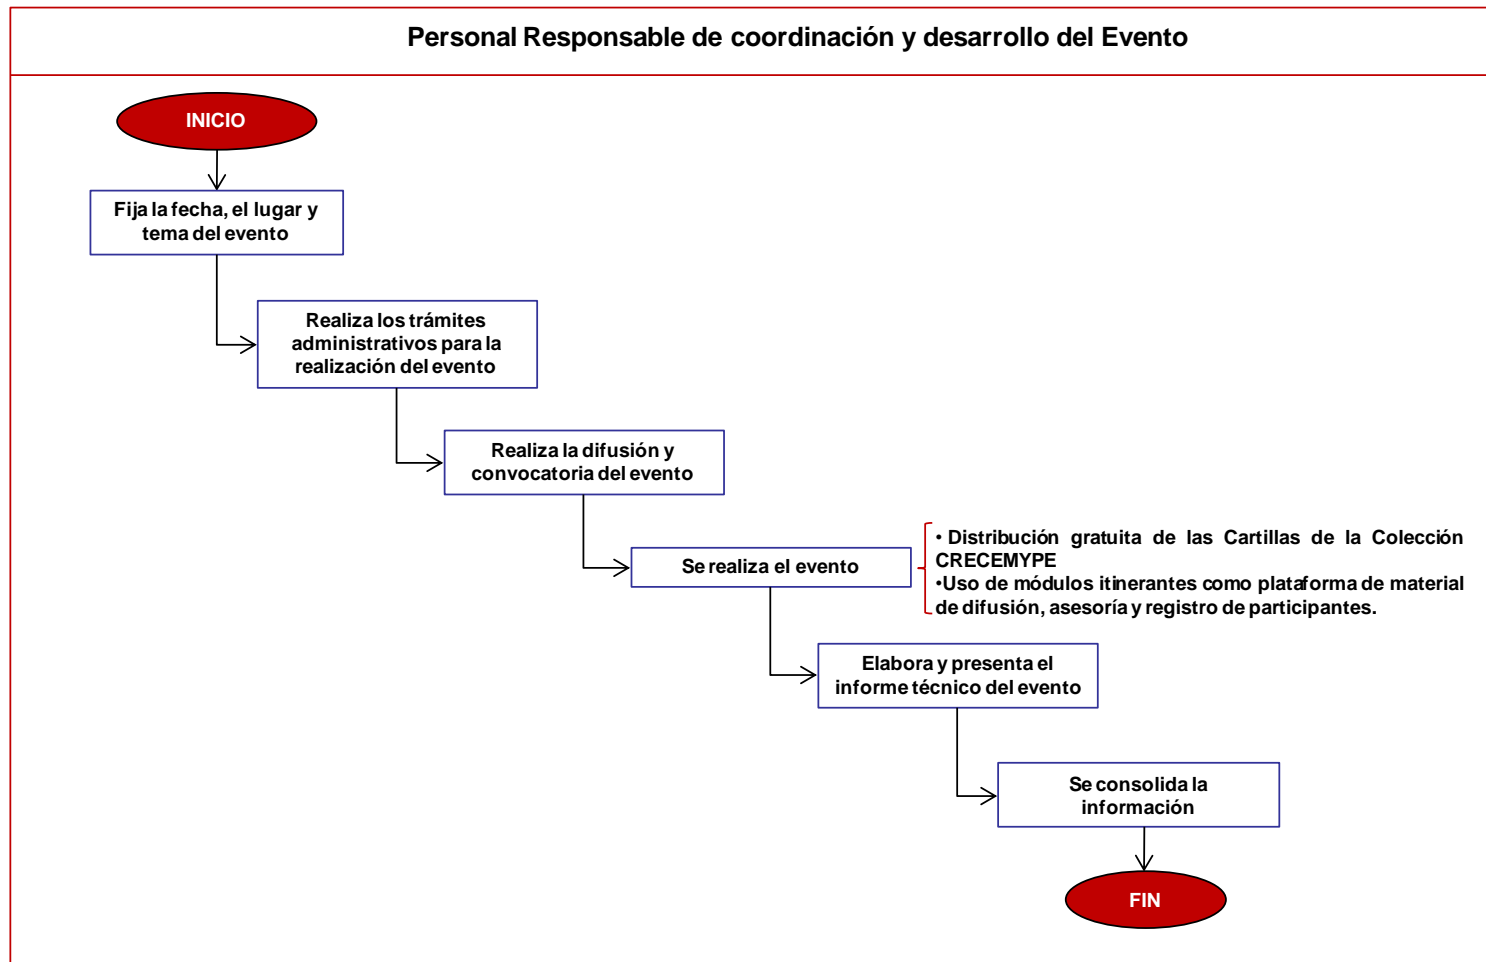 Personal Responsable de coordinación y desarrollo del Evento
INICIO
Fija la fecha, el lugar y
tema del evento
Realiza los trámites
administrativos para la
realización del evento
Realiza la difusión y
convocatoria del evento
Se realiza el evento
• Distribución gratuita de las Cartillas de la Colección
CRECEMYPE
•Uso de módulos itinerantes como plataforma de material
de difusión, asesoría y registro de participantes.
Elabora y presenta el
informe técnico del evento
Se consolida la
información
FIN